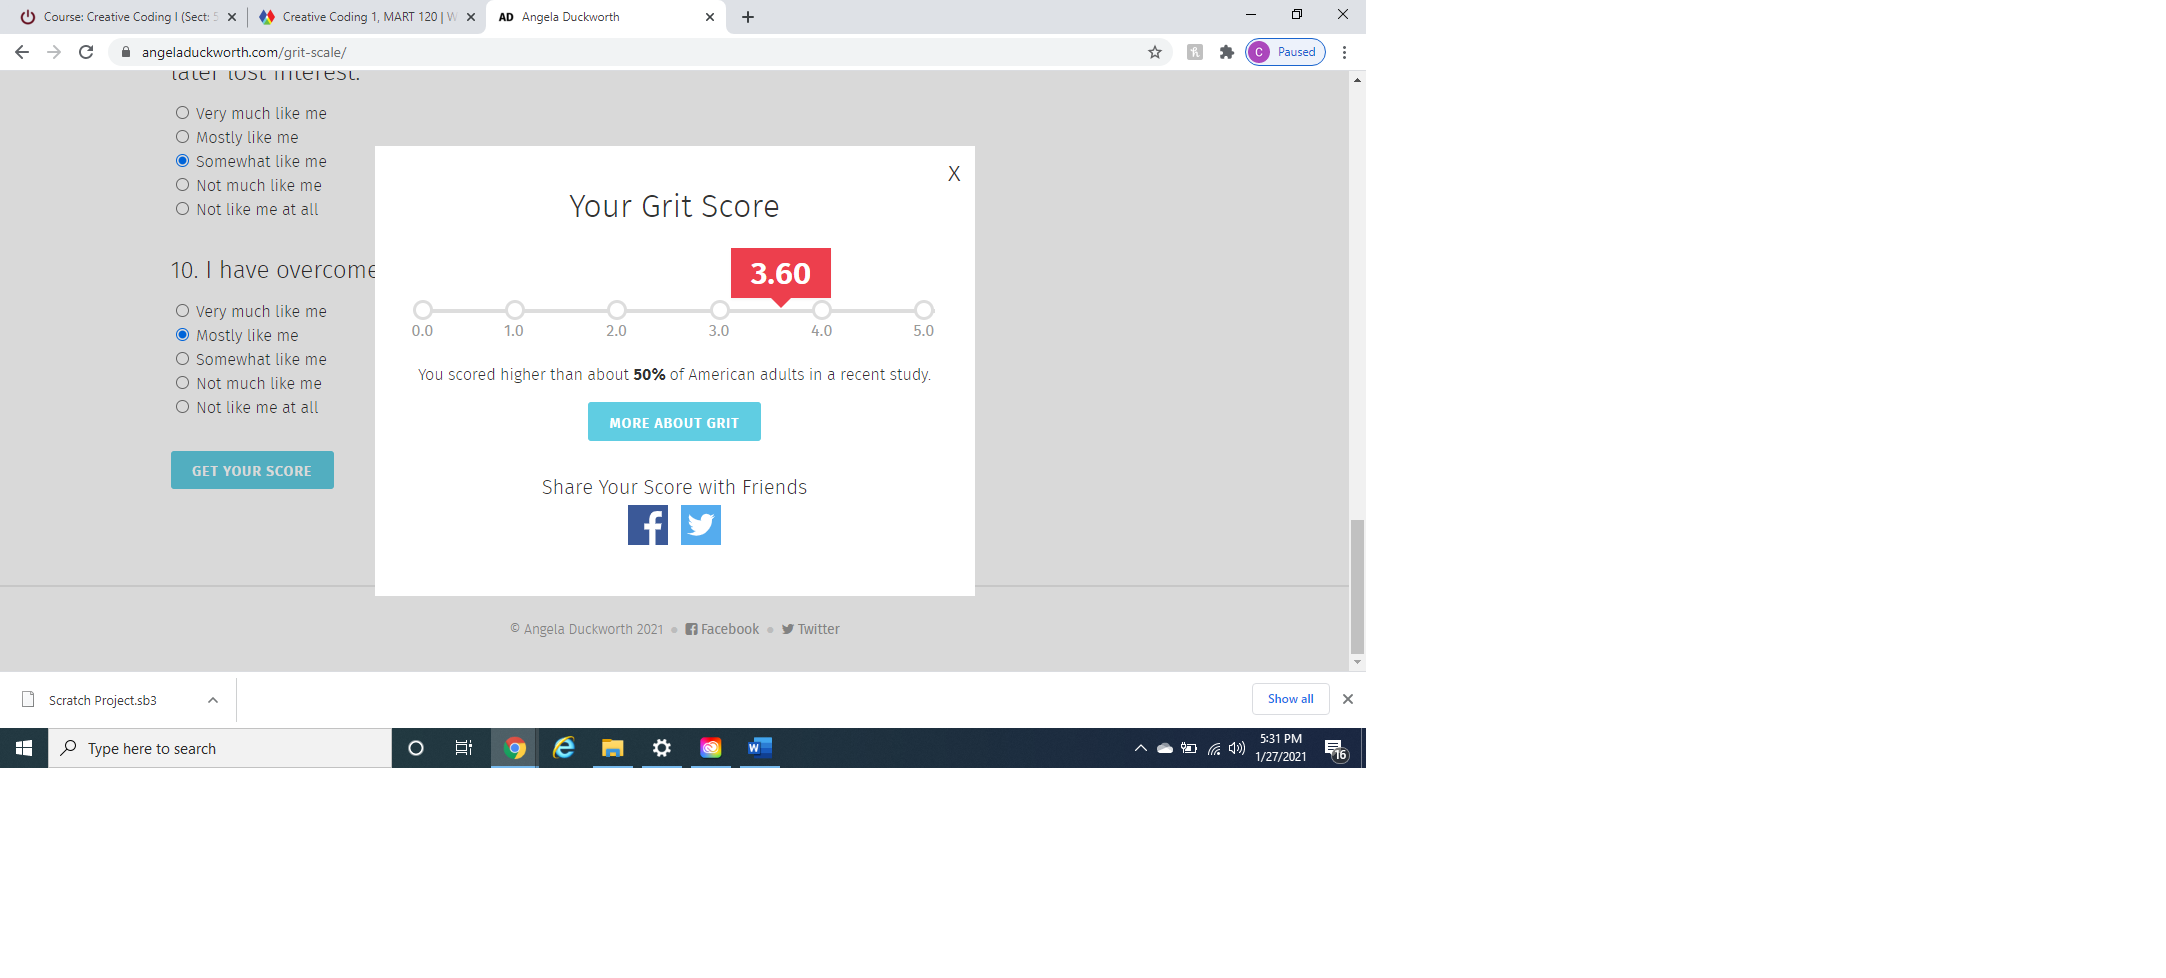 Course: Creative Coding I (Sect:
Creative Coding 1, MART 120 | W
AD Angela Duckworth
angeladuckworth.com/grit-scale/
C Paused
later lost interest.
Very much like me
Mostly like me
Somewhat like me
Not much like me
Not like me at all
10. I have overcome
Very much like me
Mostly like me
Somewhat like me
Not much like me
Not like me at all
GET YOUR SCORE
X
Your Grit Score
3.60
0.0 1.0 2.0 3.0 4.0 5.0
You scored higher than about 50% of American adults in a recent study.
MORE ABOUT GRIT
Share Your Score with Friends
© Angela Duckworth 2021 • Facebook • Twitter
Scratch Project.sb3
Show all
Type here to search
5:31 PM
1/27/2021
16